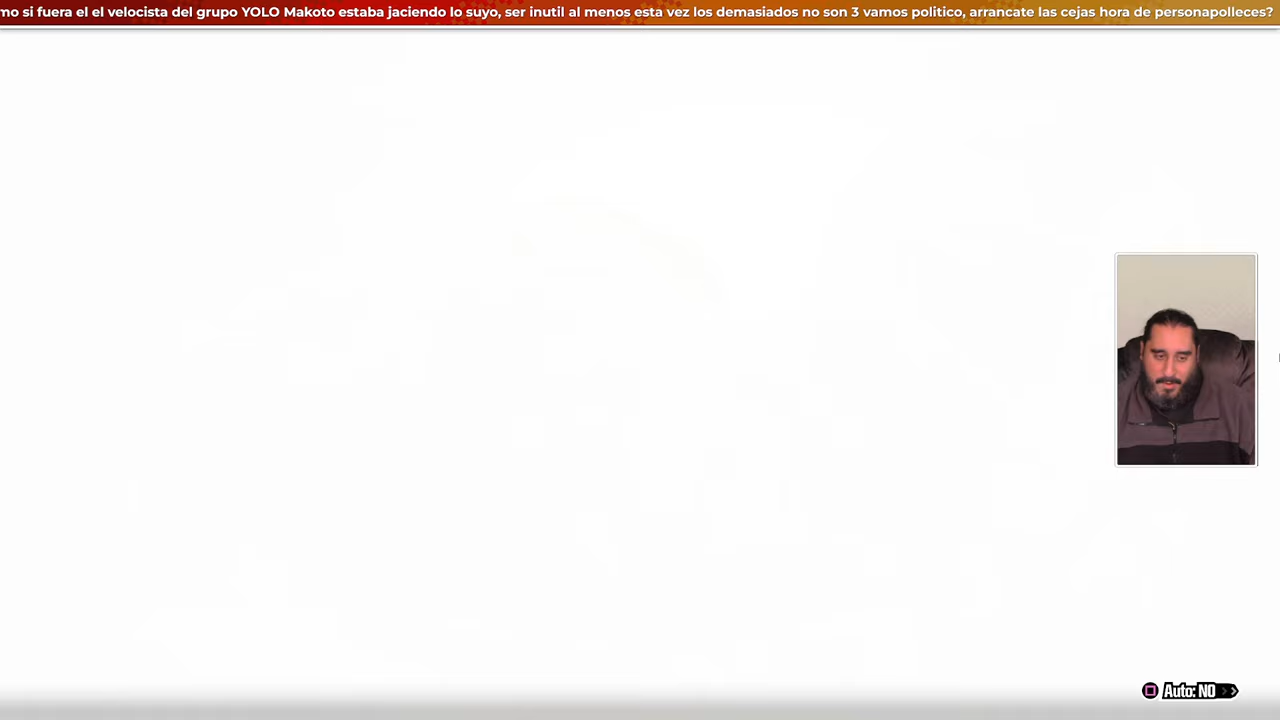 mo si fuera el el velocista del grupo YOLO Makoto estaba jaciendo lo suyo, ser inutil al menos esta vez los demasiados no son 3 vamos politico, arrancate las cejas hora de personapolleces?
Auto: NO